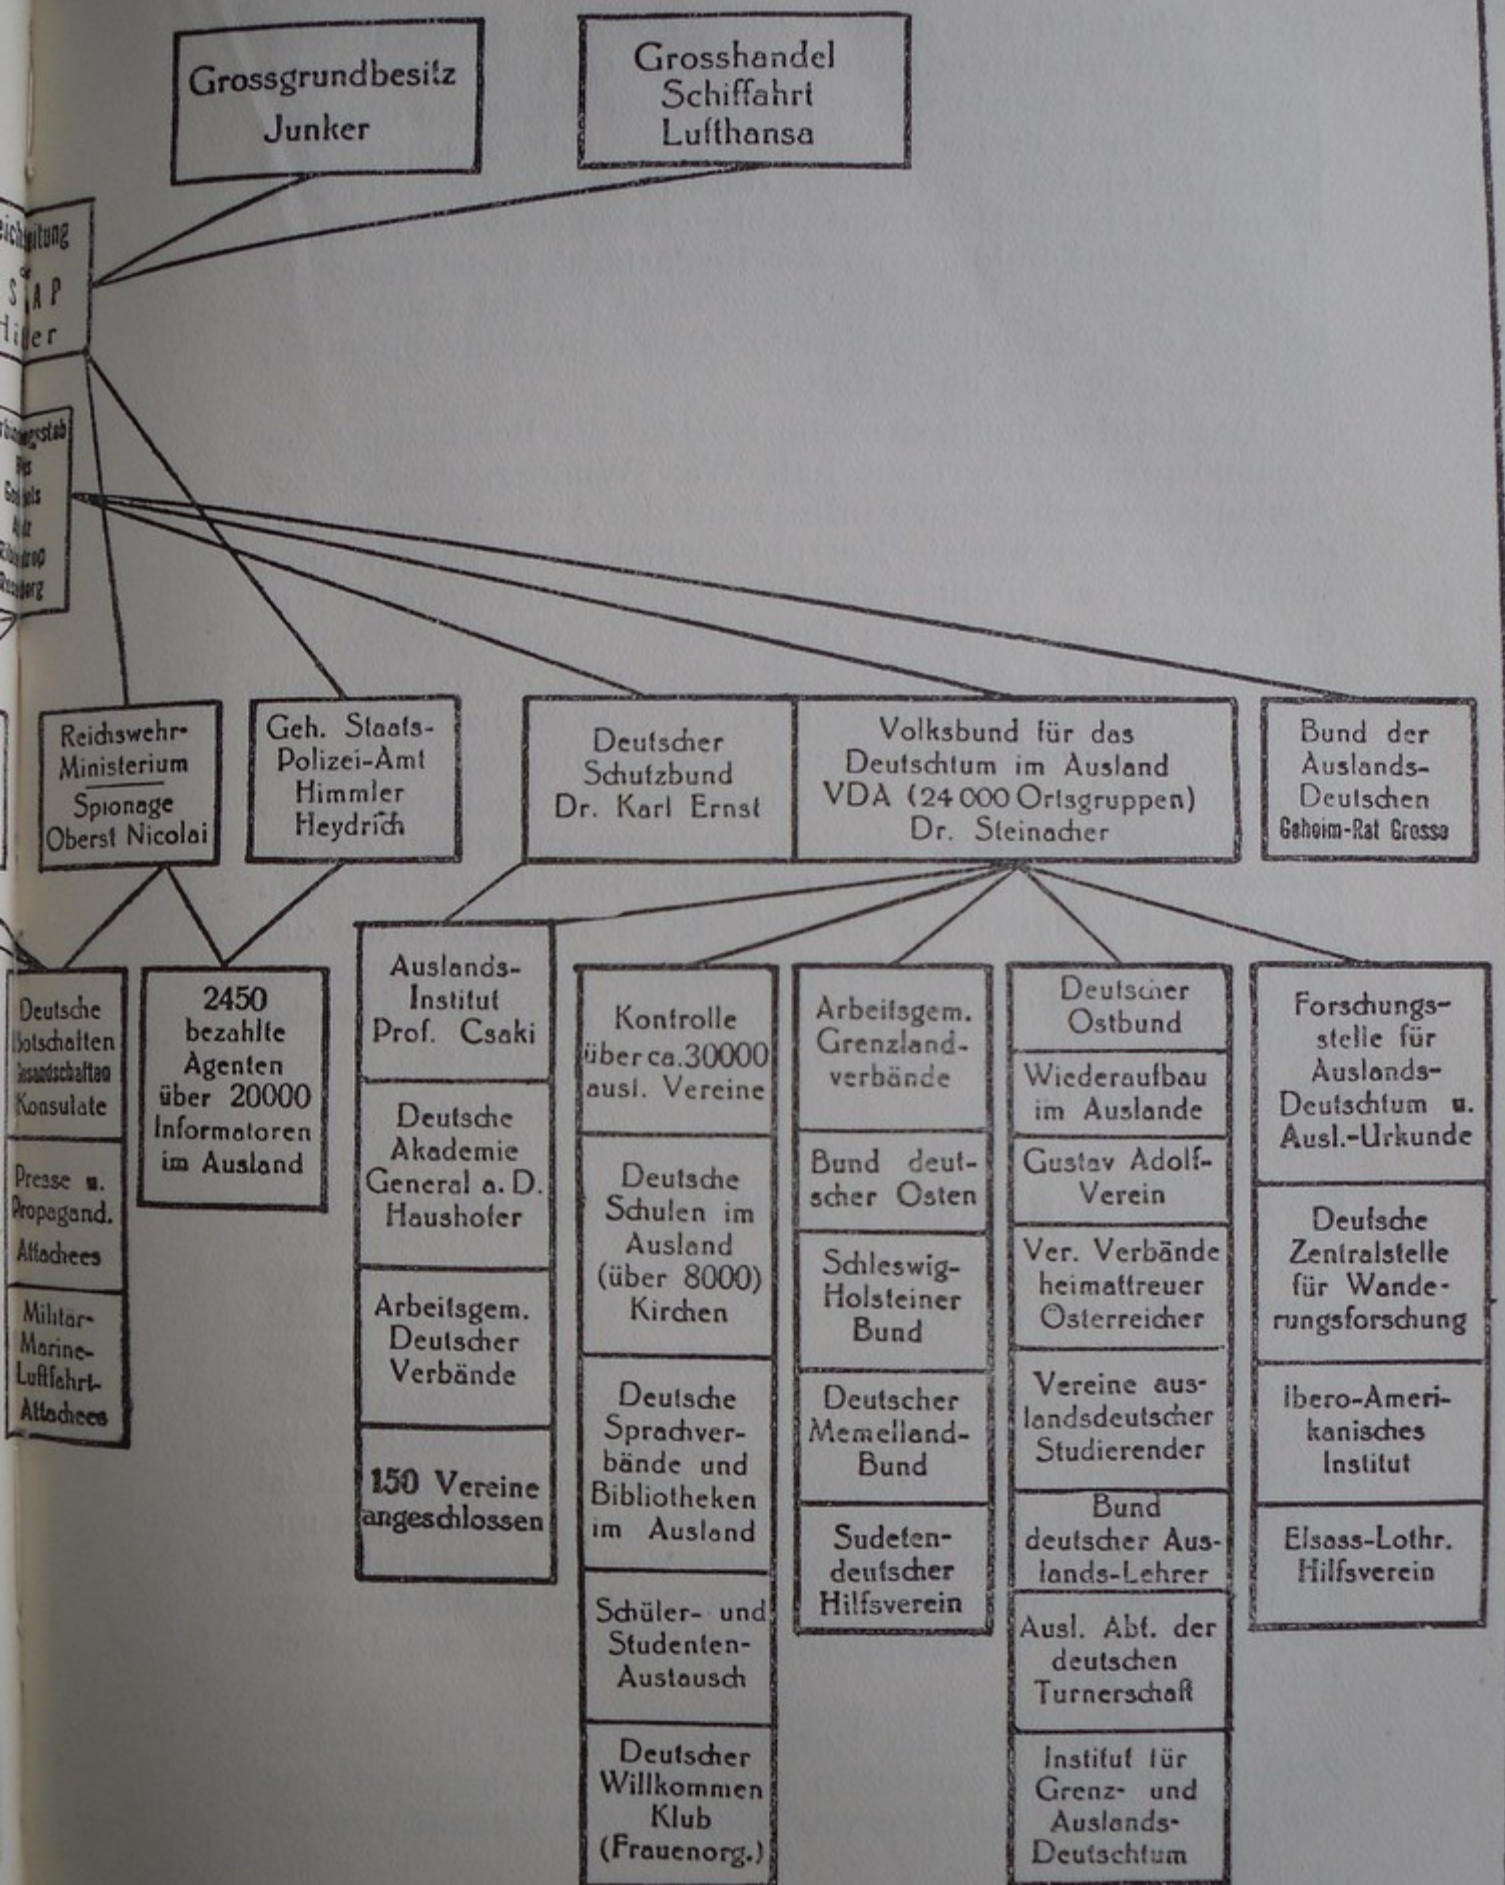 Grossgrundbesitz
Junker
Grosshandel
Schiffahrt
Lufthansa
Reichswehr-
Ministerium
Spionage
Oberst Nicolai
Geh. Staats-
Polizei-Amt
Himmler
Heydrich
Deutscher
Schutzbund
Dr. Karl Ernst
Volksbund für das
Deutschtum im Ausland
VDA (24 000 Ortsgruppen)
Dr. Steinacher
Bund der
Auslands-
Deutschen
Geheim-Rat Grosse
Deutsche
Botschaften
Gesandschaften
Konsulate
Presse u.
Propagand.
Attachees
Militär-
Marine-
Luftfahrt-
Attachees
2450
bezahlte
Agenten
über 20000
Informatoren
im Ausland
Auslands-
Institut
Prof. Csaki
Deutsche
Akademie
General a. D.
Haushofer
Arbeitsgem.
Deutscher
Verbände
150 Vereine
angeschlossen
Kontrolle
über ca. 30000
ausl. Vereine
Deutsche
Schulen im
Ausland
(über 8000)
Kirchen
Deutsche
Sprachver-
bände und
Bibliotheken
im Ausland
Schüler- und
Studenten-
Austausch
Deutscher
Willkommen
Klub
(Frauenorg.)
Arbeitsgem.
Grenzland-
verbände
Bund deut-
scher Osten
Schleswig-
Holsteiner
Bund
Deutscher
Memelland-
Bund
Sudeten-
deutscher
Hilfsverein
Deutscher
Ostbund
Wiederaufbau
im Auslande
Gustav Adolf-
Verein
Ver. Verbände
heimattreuer
Österreicher
Vereine aus-
landsdeutscher
Studierender
Bund
deutscher Aus-
lands-Lehrer
Ausl. Abt. der
deutschen
Turnerschaft
Institut für
Grenz- und
Auslands-
Deutschtum
Forschungs-
stelle für
Auslands-
Deutschtum u.
Ausl.-Urkunde
Deutsche
Zentralstelle
für Wande-
rungsforschung
Ibero-Ameri-
kanisches
Institut
Elsass-Lothr.
Hilfsverein